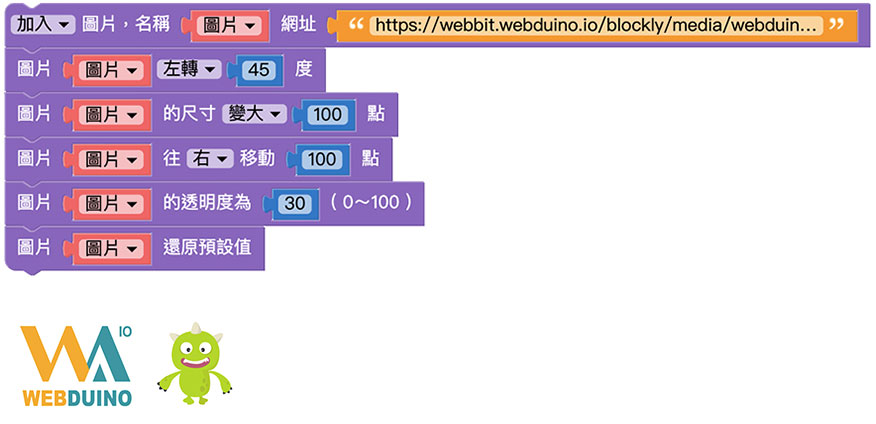 加入 圖片，名稱 圖片 網址 “ https://webbit.webduino.io/blockly/media/webduin... ”
圖片 圖片 左轉 45 度
圖片 圖片 的尺寸 變大 100 點
圖片 圖片 往 右 移動 100 點
圖片 圖片 的透明度為 30 ( 0～100 )
圖片 圖片 還原預設值
IO
WEBDUINO